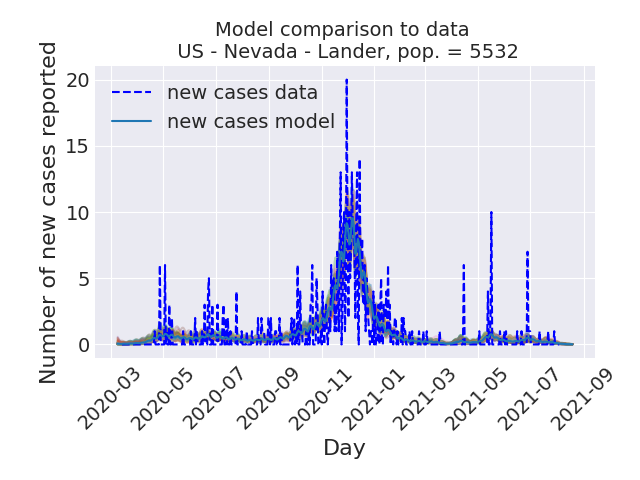 Model comparison to data
US - Nevada - Lander, pop. = 5532
Number of new cases reported
20
15
10
5
0
new cases data
new cases model
2020-03
2020-05
2020-07
2020-09
2020-11
2021-01
2021-03
2021-05
2021-07
2021-09
Day